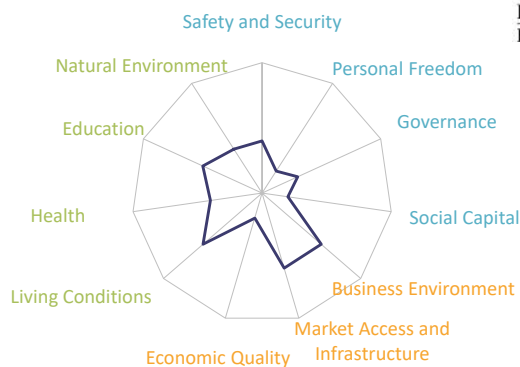 Safety and Security
Natural Environment
Personal Freedom
Education
Governance
Health
Social Capital
Living Conditions
Business Environment
Market Access and
Infrastructure
Economic Quality